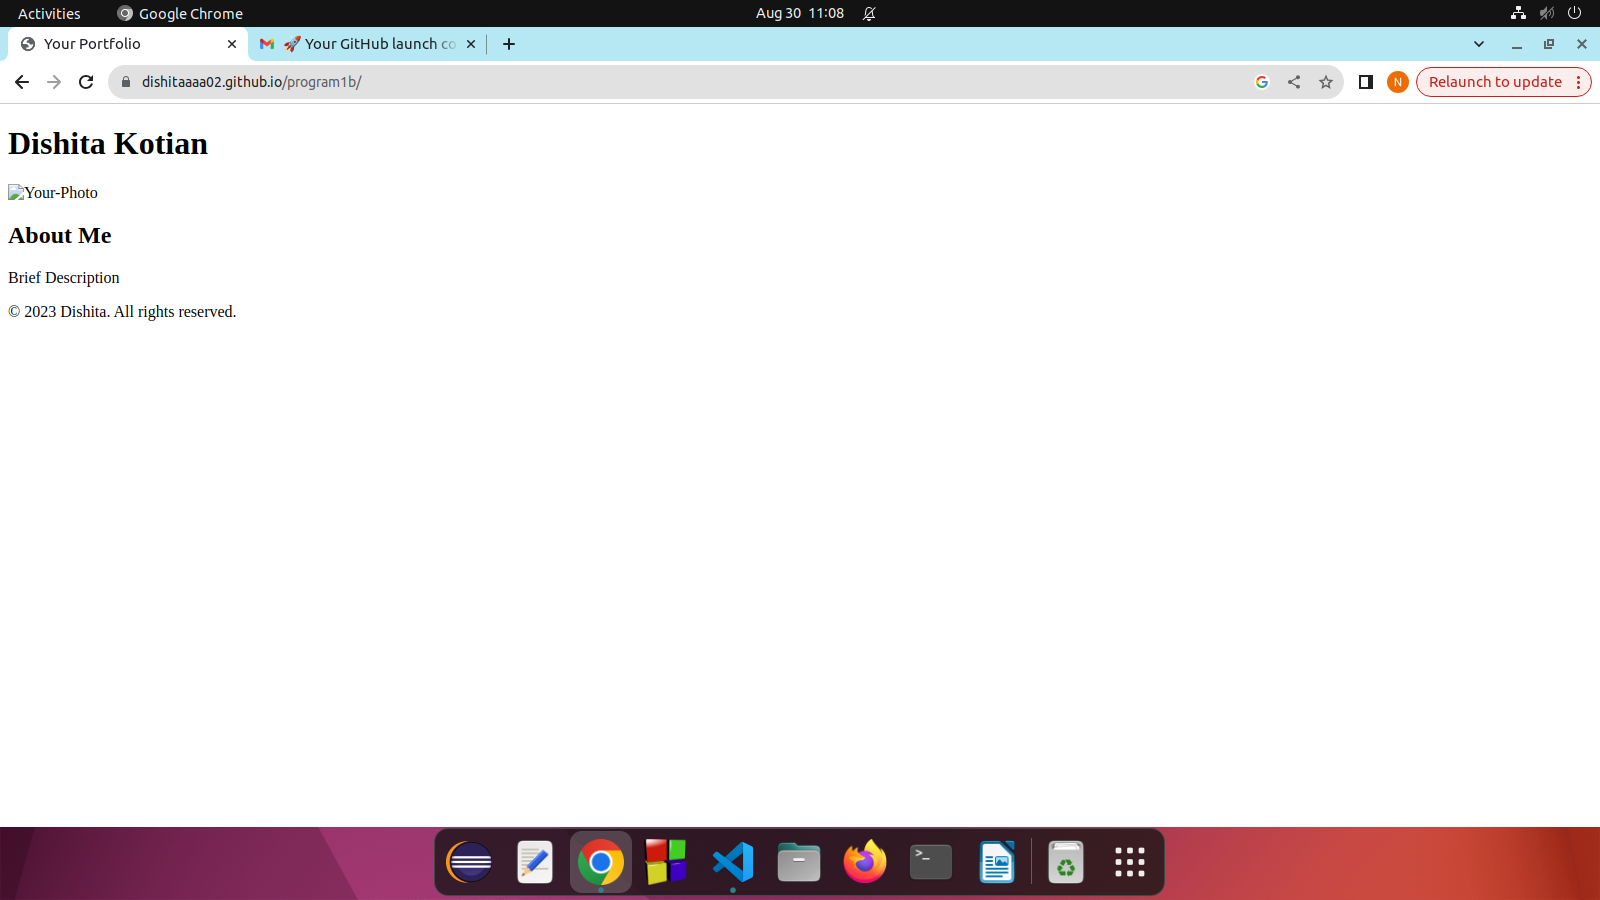 Activities Google Chrome Aug 30 11:08
Your Portfolio 🚀 Your GitHub launch co
dishitaaaa02.github.io/program1b/ N Relaunch to update
Dishita Kotian
Your-Photo
About Me
Brief Description
© 2023 Dishita. All rights reserved.
>_